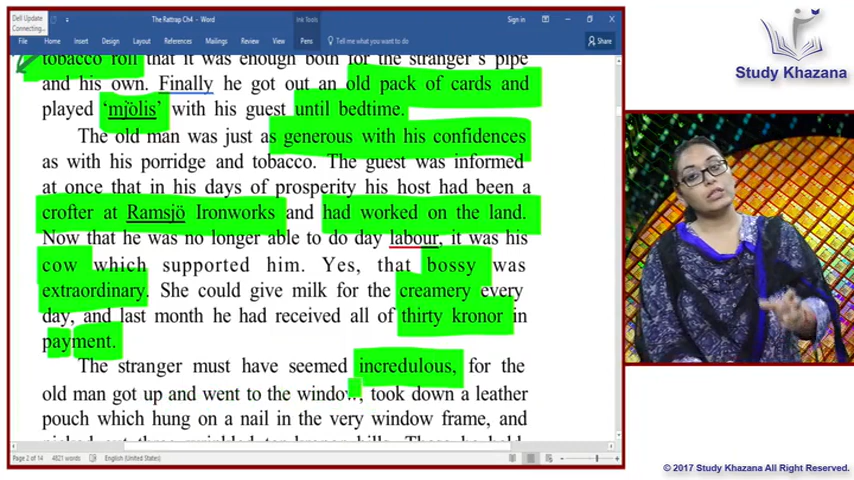 Dell Update
Connecting...
The Rattrap Ch4 - Word
Ink Tools
Sign in
File
Home
Insert
Design
Layout
References
Mailings
Review
View
Pens
Tell me what you want to do
Share
Study Khazana
tobacco roll that it was enough both for the stranger's pipe
and his own. Finally he got out an old pack of cards and
played 'mjölis' with his guest until bedtime.
The old man was just as generous with his confidences
as with his porridge and tobacco. The guest was informed
at once that in his days of prosperity his host had been a
crofter at Ramsjö Ironworks and had worked on the land.
Now that he was no longer able to do day labour, it was his
cow which supported him. Yes, that bossy was
extraordinary. She could give milk for the creamery every
day, and last month he had received all of thirty kronor in
payment.
The stranger must have seemed incredulous, for the
old man got up and went to the window, took down a leather
pouch which hung on a nail in the very window frame, and
Page 2 of 14
4821 words
English (United States)
100%
© 2017 Study Khazana All Rights Reserved.